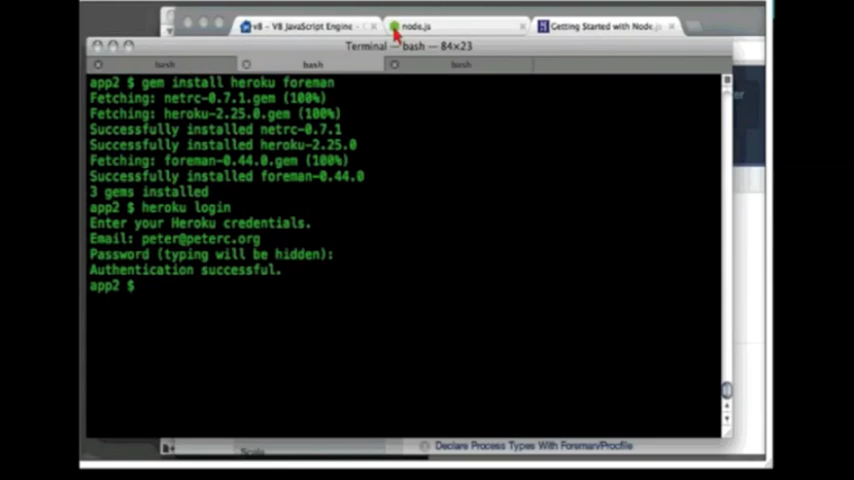 v8 - V8 JavaScript Engine -
node.js
Getting Started with Node.js
Terminal — bash — 84×23
bash
bash
bash
app2 $ gem install heroku foreman
Fetching: netrc-0.7.1.gem (100%)
Fetching: heroku-2.25.0.gem (100%)
Successfully installed netrc-0.7.1
Successfully installed heroku-2.25.0
Fetching: foreman-0.44.0.gem (100%)
Successfully installed foreman-0.44.0
3 gems installed
app2 $ heroku login
Enter your Heroku credentials.
Email: peter@peterc.org
Password (typing will be hidden):
Authentication successful.
app2 $
Declare Process Types With Foreman/Procfile